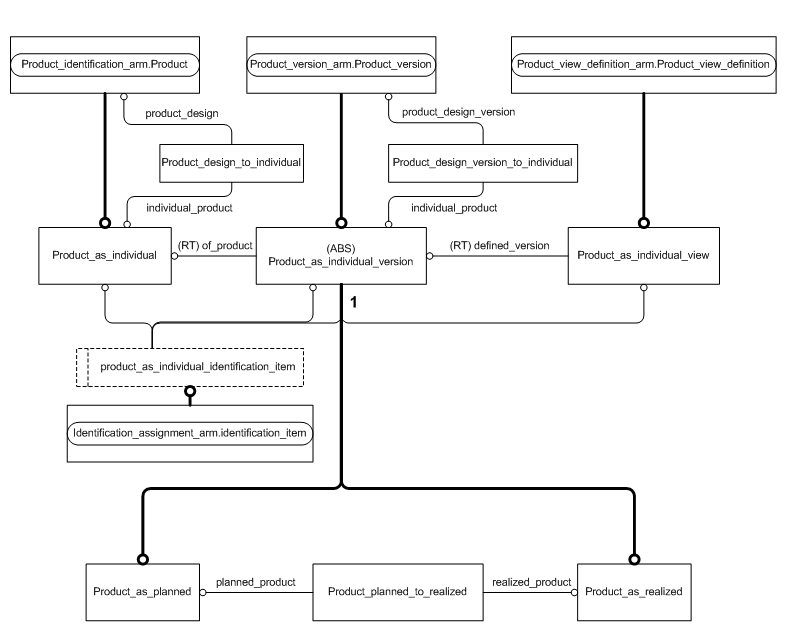 Product_identification_arm.Product
Product_version_arm.Product_version
Product_view_definition_arm.Product_view_definition
product_design
product_design_version
Product_design_to_individual
Product_design_version_to_individual
individual_product
individual_product
Product_as_individual
(RT) of_product
(ABS)
Product_as_individual_version
(RT) defined_version
Product_as_individual_view
1
product_as_individual_identification_item
Identification_assignment_arm.identification_item
Product_as_planned
planned_product
Product_planned_to_realized
realized_product
Product_as_realized